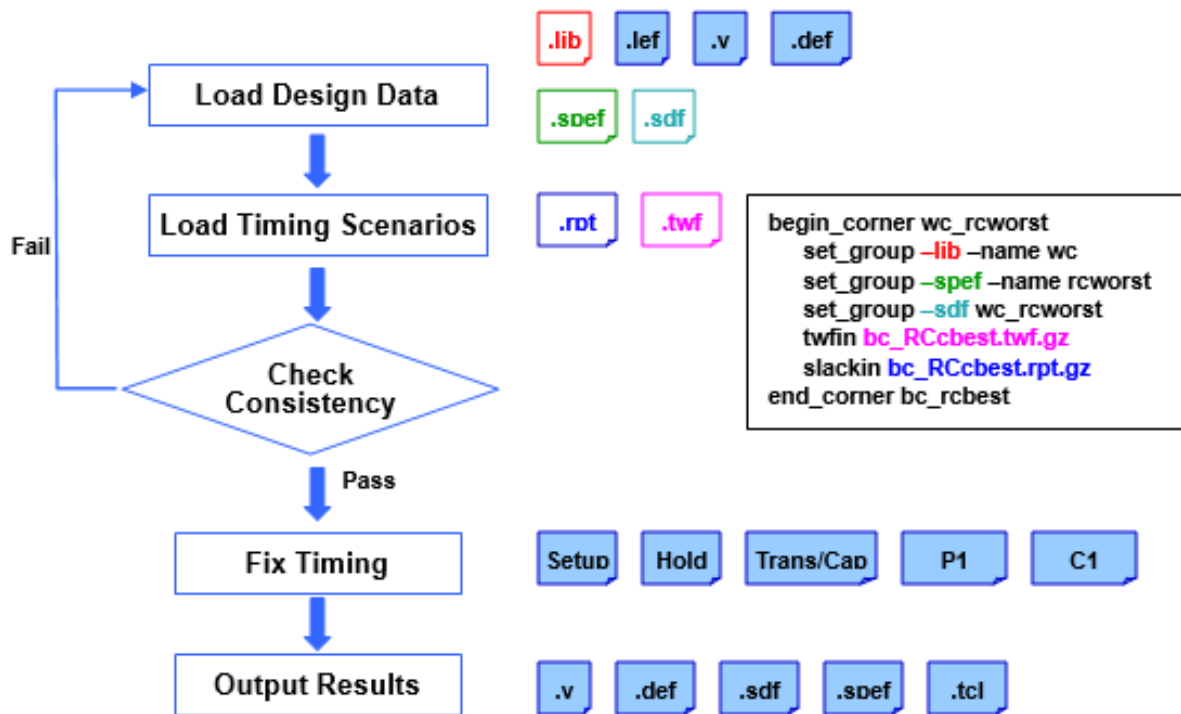 .lib .lef .v .def
Load Design Data
.spef .sdf
Load Timing Scenarios
.rpt .twf
begin_corner wc_rcworst
set_group –lib –name wc
set_group –spef –name rcworst
set_group –sdf wc_rcworst
twfin bc_RCcbest.twf.gz
slackin bc_RCcbest.rpt.gz
end_corner bc_rcbest
Fail
Check
Consistency
Pass
Fix Timing
Setup Hold Trans/Cap P1 C1
Output Results
.v .def .sdf .spef .tcl